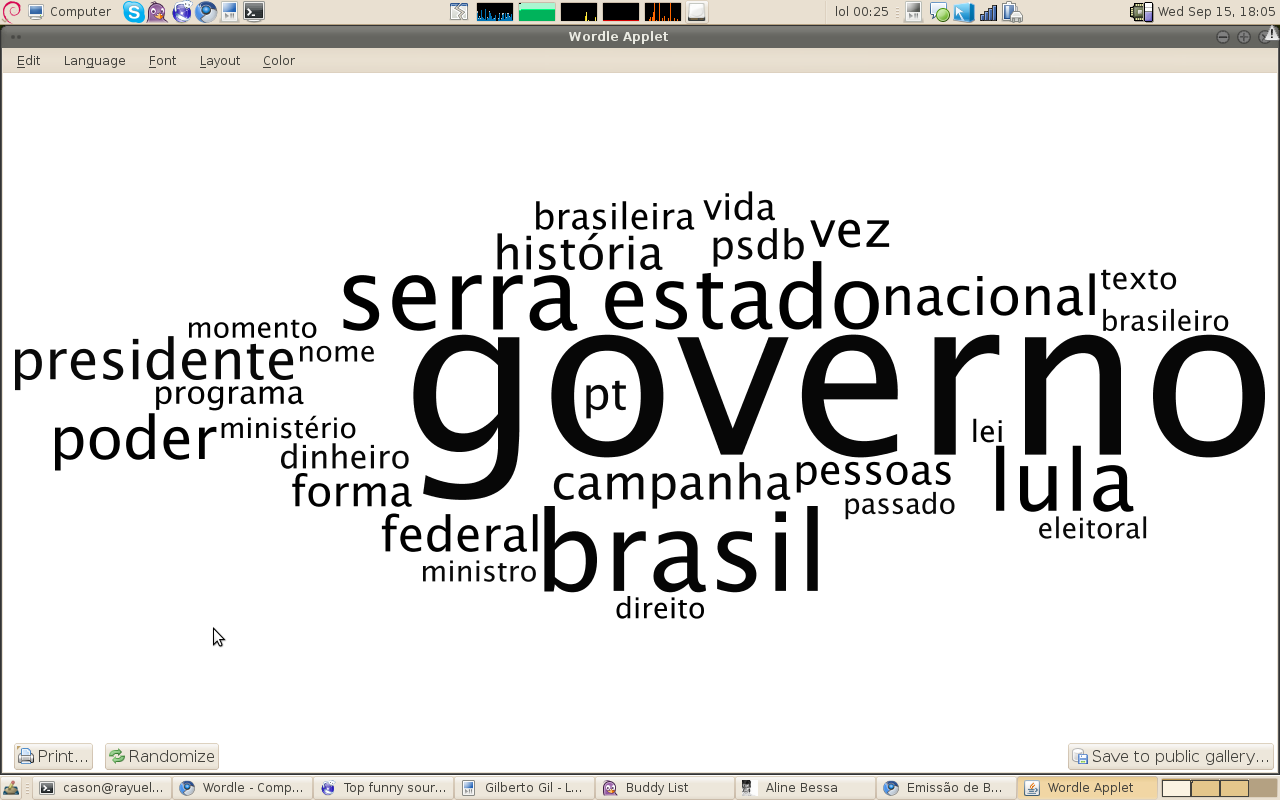 Computer
lol 00:25
Wed Sep 15, 18:05
Wordle Applet
Edit Language Font Layout Color
brasileira vida
história psdb vez
serra estado nacional texto
momento brasileiro
presidente nome governo
programa pt
poder ministério lei
dinheiro campanha pessoas lula
forma passado
federal brasil eleitoral
ministro
direito
Print... Randomize Save to public gallery...
cason@rayuel... Wordle - Comp... Top funny sour... Gilberto Gil - L... Buddy List Aline Bessa Emissão de B... Wordle Applet